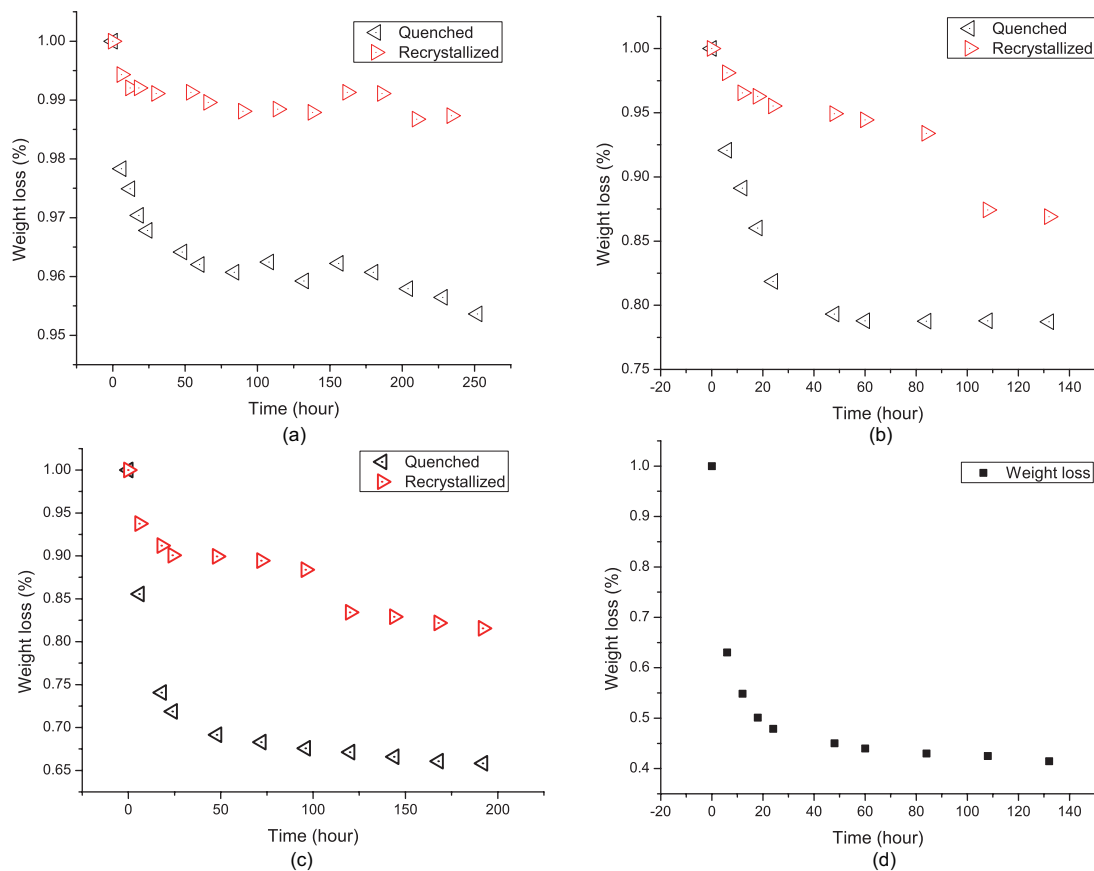 Quenched
Recrystallized
1.00
0.99
0.98
0.97
0.96
0.95
Weight loss (%)
0 50 100 150 200 250
Time (hour)
(a)
Quenched
Recrystallized
1.00
0.95
0.90
0.85
0.80
0.75
Weight loss (%)
-20 0 20 40 60 80 100 120 140
Time (hour)
(b)
Quenched
Recrystallized
1.00
0.95
0.90
0.85
0.80
0.75
0.70
0.65
Weight loss (%)
0 50 100 150 200
Time (hour)
(c)
Weight loss
1.0
0.9
0.8
0.7
0.6
0.5
0.4
Weight loss (%)
-20 0 20 40 60 80 100 120 140
Time (hour)
(d)